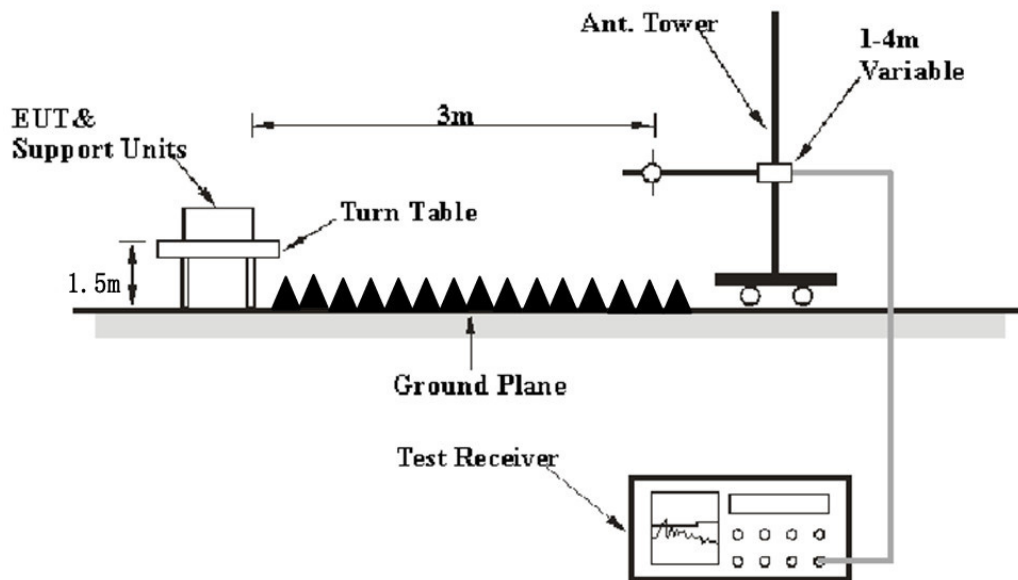 Ant. Tower
1-4m
Variable
3m
EUT&
Support Units
Turn Table
1.5m
Ground Plane
Test Receiver